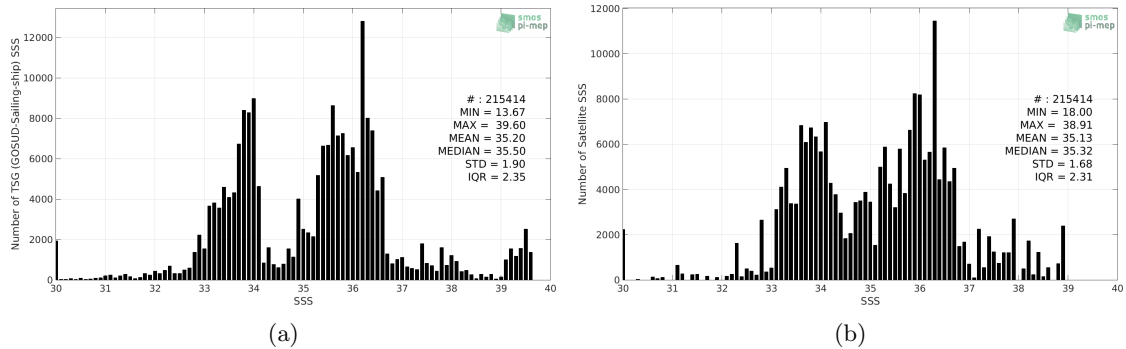 smos
pi-mep
Number of TSG (GOSUD-Sailing-ship) SSS
12000
10000
8000
6000
4000
2000
0
# : 215414
MIN = 13.67
MAX = 39.60
MEAN = 35.20
MEDIAN = 35.50
STD = 1.90
IQR = 2.35
30 31 32 33 34 35 36 37 38 39 40
SSS
(a)
smos
pi-mep
Number of Satellite SSS
12000
10000
8000
6000
4000
2000
0
# : 215414
MIN = 18.00
MAX = 38.91
MEAN = 35.13
MEDIAN = 35.32
STD = 1.68
IQR = 2.31
30 31 32 33 34 35 36 37 38 39 40
SSS
(b)